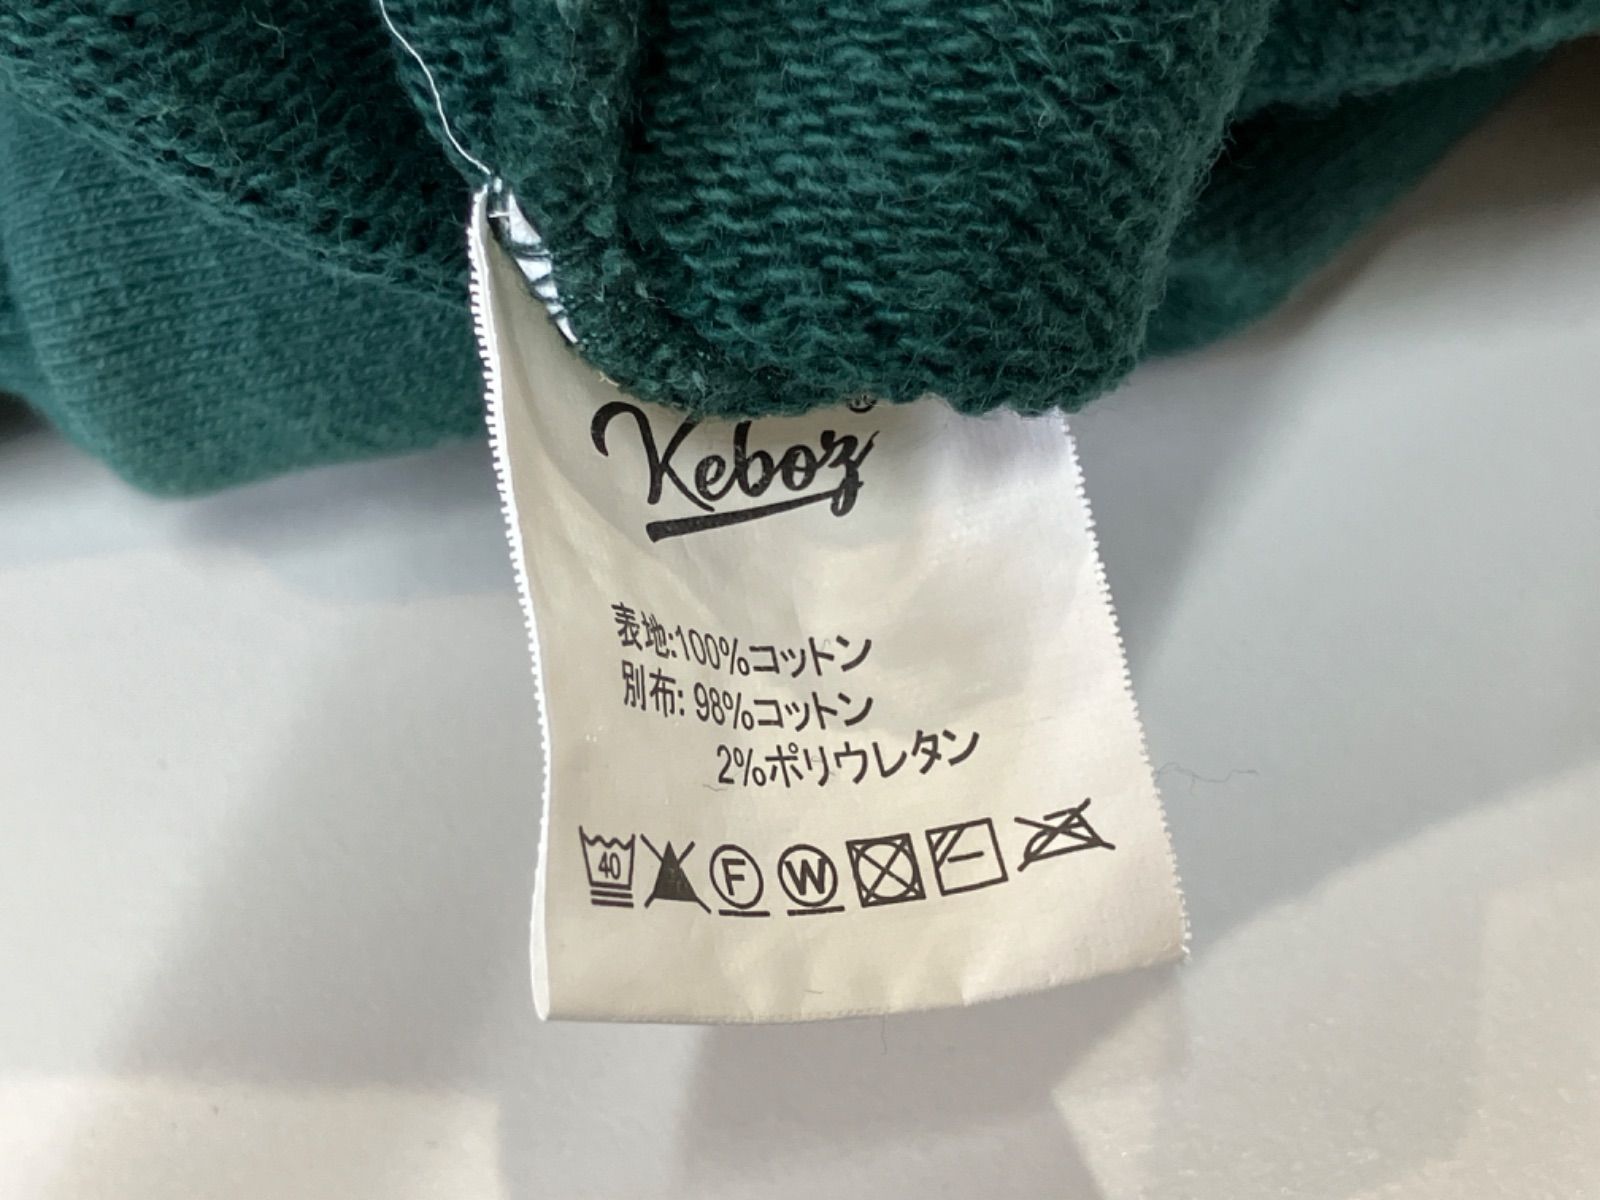 Keboz
表地:100%コットン
別布: 98%コットン
2%ポリウレタン
40 F W